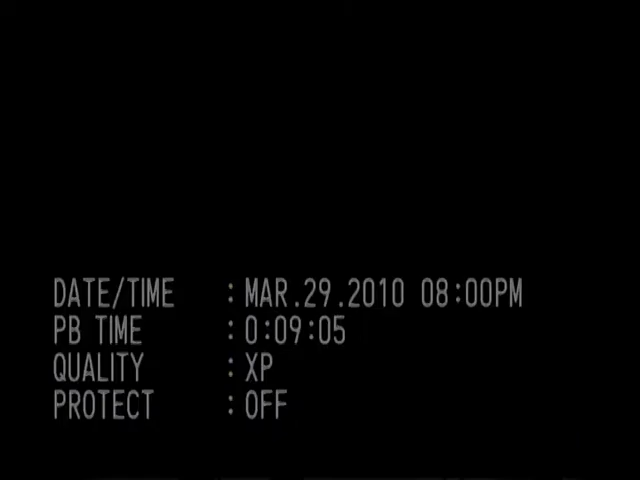 DATE/TIME : MAR.29.2010 08:00PM
PB TIME : 0:09:05
QUALITY : XP
PROTECT : OFF